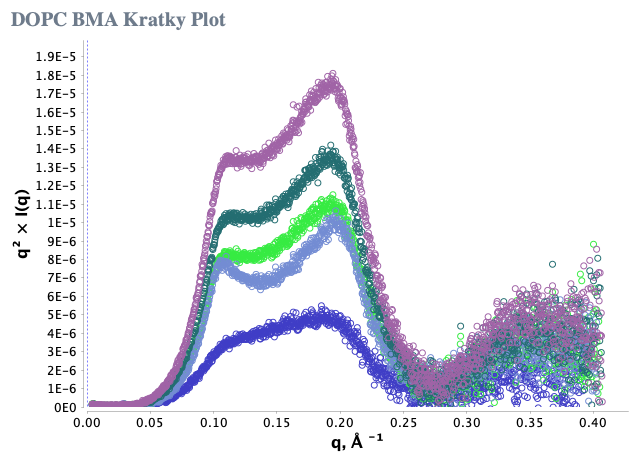 DOPC BMA Kratky Plot
1.9E-5
1.8E-5
1.7E-5
1.6E-5
1.5E-5
1.4E-5
1.3E-5
1.2E-5
1.1E-5
1E-5
9E-6
8E-6
7E-6
6E-6
5E-6
4E-6
3E-6
2E-6
1E-6
0E0
q² × I(q)
0.00 0.05 0.10 0.15 0.20 0.25 0.30 0.35 0.40
q, Å ⁻¹